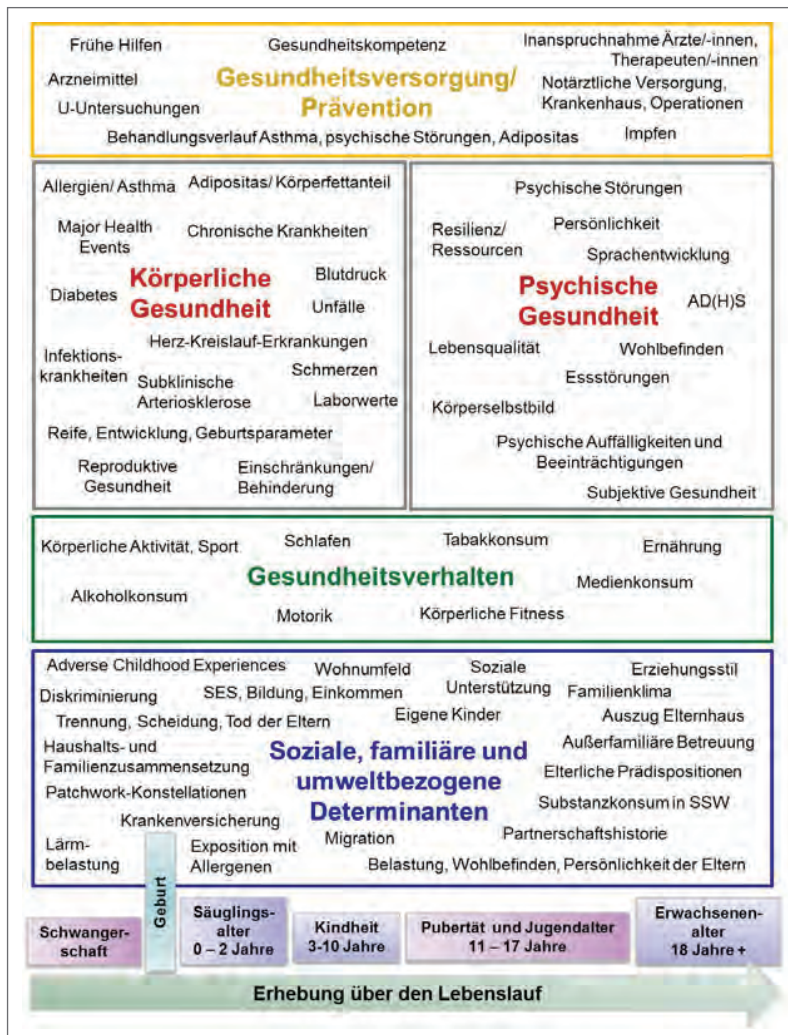 Frühe Hilfen
Gesundheitskompetenz
Inanspruchnahme Ärzte/-innen,
Therapeuten/-innen
Arzneimittel
Gesundheitsversorgung/
Prävention
Notärztliche Versorgung,
Krankenhaus, Operationen
U-Untersuchungen
Behandlungsverlauf Asthma, psychische Störungen, Adipositas
Impfen
Allergien/ Asthma
Adipositas/ Körperfettanteil
Major Health
Events
Chronische Krankheiten
Körperliche
Gesundheit
Blutdruck
Diabetes
Unfälle
Herz-Kreislauf-Erkrankungen
Infektions-
krankheiten
Schmerzen
Subklinische
Arteriosklerose
Laborwerte
Reife, Entwicklung, Geburtsparameter
Reproduktive
Gesundheit
Einschränkungen/
Behinderung
Psychische Störungen
Resilienz/
Ressourcen
Persönlichkeit
Sprachentwicklung
Psychische
Gesundheit
AD(H)S
Lebensqualität
Wohlbefinden
Essstörungen
Körperselbstbild
Psychische Auffälligkeiten und
Beeinträchtigungen
Subjektive Gesundheit
Körperliche Aktivität, Sport
Schlafen
Tabakkonsum
Ernährung
Gesundheitsverhalten
Medienkonsum
Alkoholkonsum
Motorik
Körperliche Fitness
Adverse Childhood Experiences
Wohnumfeld
Soziale
Unterstützung
Erziehungsstil
Diskriminierung
SES, Bildung, Einkommen
Familienklima
Trennung, Scheidung, Tod der Eltern
Eigene Kinder
Auszug Elternhaus
Haushalts- und
Familienzusammensetzung
Soziale, familiäre und
umweltbezogene
Determinanten
Außerfamiliäre Betreuung
Elterliche Prädispositionen
Patchwork-Konstellationen
Substanzkonsum in SSW
Krankenversicherung
Migration
Partnerschaftshistorie
Lärm-
belastung
Exposition mit
Allergenen
Belastung, Wohlbefinden, Persönlichkeit der Eltern
Schwanger-
schaft
Geburt
Säuglings-
alter
0 – 2 Jahre
Kindheit
3-10 Jahre
Pubertät und Jugendalter
11 – 17 Jahre
Erwachsenen-
alter
18 Jahre +
Erhebung über den Lebenslauf